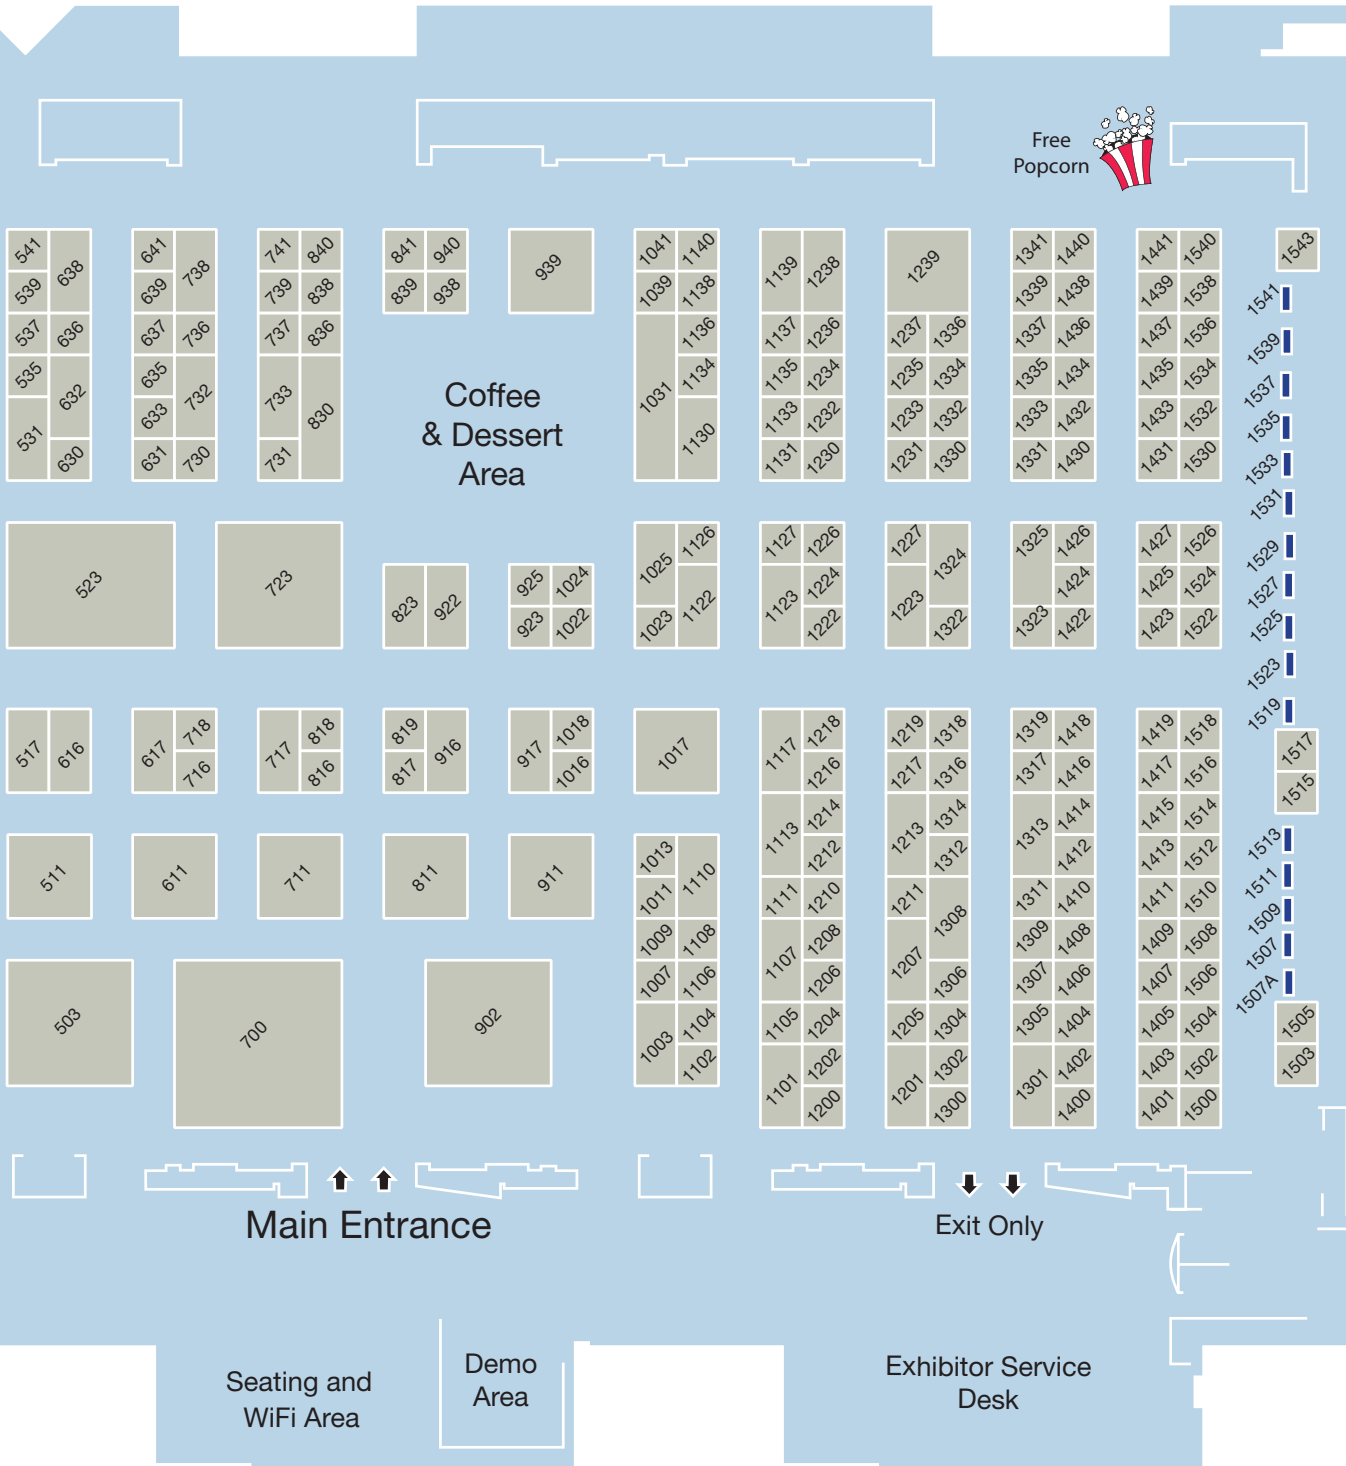 Free
Popcorn
541 638 641 738 741 840 841 940 939 1041 1140 1139 1238 1239 1341 1440 1441 1540 1543
539 639 739 838 839 938 1039 1138 1339 1438 1439 1538 1541
537 636 637 736 737 836 1136 1137 1236 1237 1336 1337 1436 1437 1536 1539
535 632 635 732 733 830 1031 1134 1135 1234 1235 1334 1335 1434 1435 1534 1537
Coffee
& Dessert
Area
531 633 1130 1133 1232 1233 1332 1333 1432 1433 1532 1535
630 631 730 731 1131 1230 1231 1330 1331 1430 1431 1530 1533
1531
523 723 1025 1126 1127 1226 1227 1324 1325 1426 1427 1526 1529
823 922 925 1024 1122 1123 1224 1223 1424 1425 1524 1527
923 1022 1023 1222 1322 1323 1422 1423 1522 1525
1523
517 616 617 718 717 818 819 916 917 1018 1017 1117 1218 1219 1318 1319 1418 1419 1518 1519
716 816 817 1016 1216 1217 1316 1317 1416 1417 1516 1517
1113 1214 1213 1314 1313 1414 1415 1514 1515
511 611 711 811 911 1013 1110 1212 1312 1412 1413 1512 1513
1011 1111 1210 1211 1308 1311 1410 1411 1510 1511
1009 1108 1107 1208 1207 1309 1408 1409 1508 1509
1507
1007 1106 1206 1306 1307 1406 1407 1506 1507A
503 700 902 1003 1104 1105 1204 1205 1304 1305 1404 1405 1504 1505
1102 1101 1202 1201 1302 1301 1402 1403 1502 1503
1200 1300 1400 1401 1500
Main Entrance
Exit Only
Seating and
WiFi Area
Demo
Area
Exhibitor Service
Desk